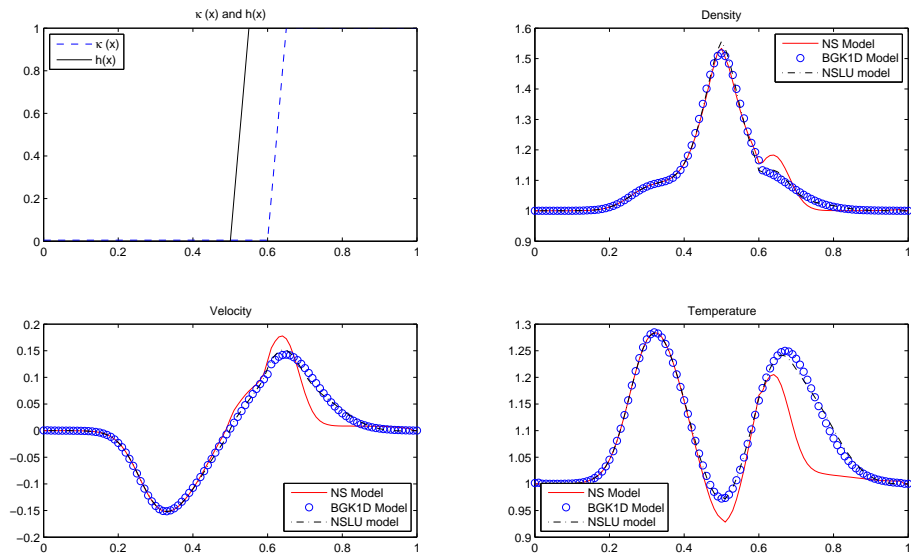 κ (x) and h(x)
1
0.8
0.6
0.4
0.2
0
0 0.2 0.4 0.6 0.8 1
κ (x)
h(x)
Density
1.6
1.5
1.4
1.3
1.2
1.1
1
0.9
0 0.2 0.4 0.6 0.8 1
NS Model
BGK1D Model
NSLU model
Velocity
0.2
0.15
0.1
0.05
0
−0.05
−0.1
−0.15
−0.2
0 0.2 0.4 0.6 0.8 1
NS Model
BGK1D Model
NSLU model
Temperature
1.3
1.25
1.2
1.15
1.1
1.05
1
0.95
0.9
0 0.2 0.4 0.6 0.8 1
NS Model
BGK1D Model
NSLU model